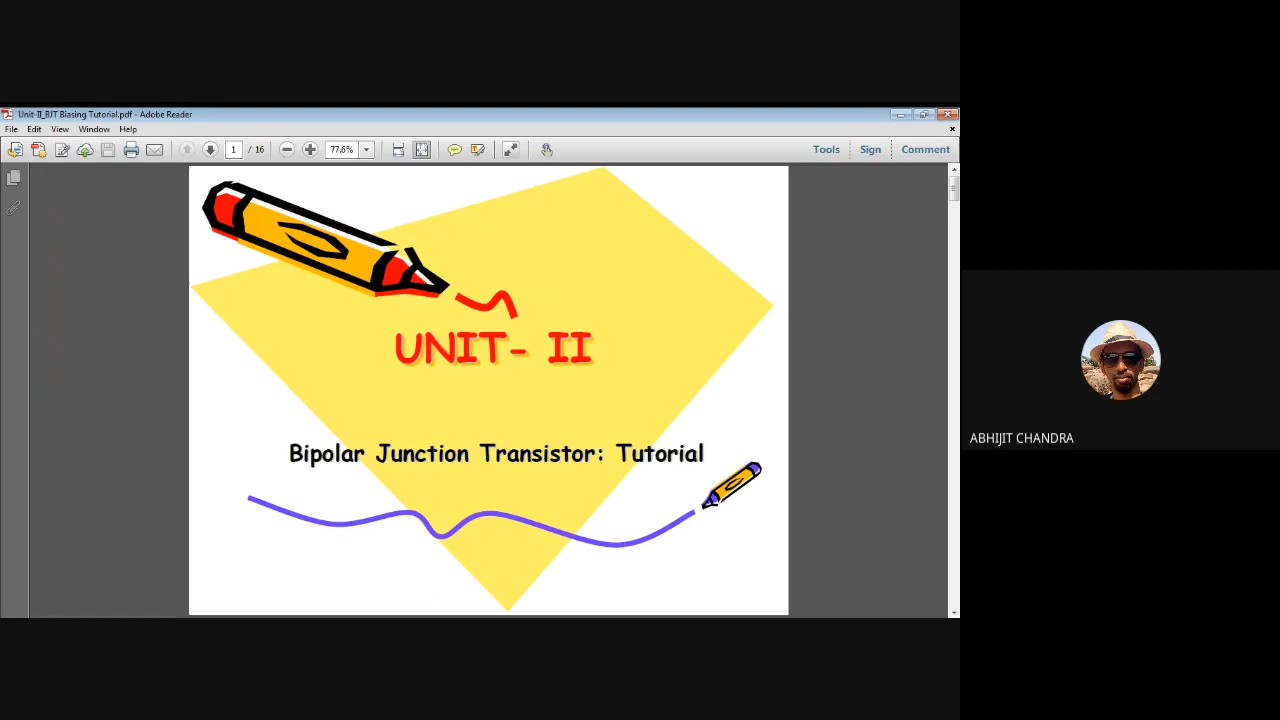 Unit-II_BJT Biasing Tutorial.pdf - Adobe Reader
File Edit View Window Help
1 / 16 77.6% Tools Sign Comment
UNIT- II
Bipolar Junction Transistor: Tutorial
ABHIJIT CHANDRA